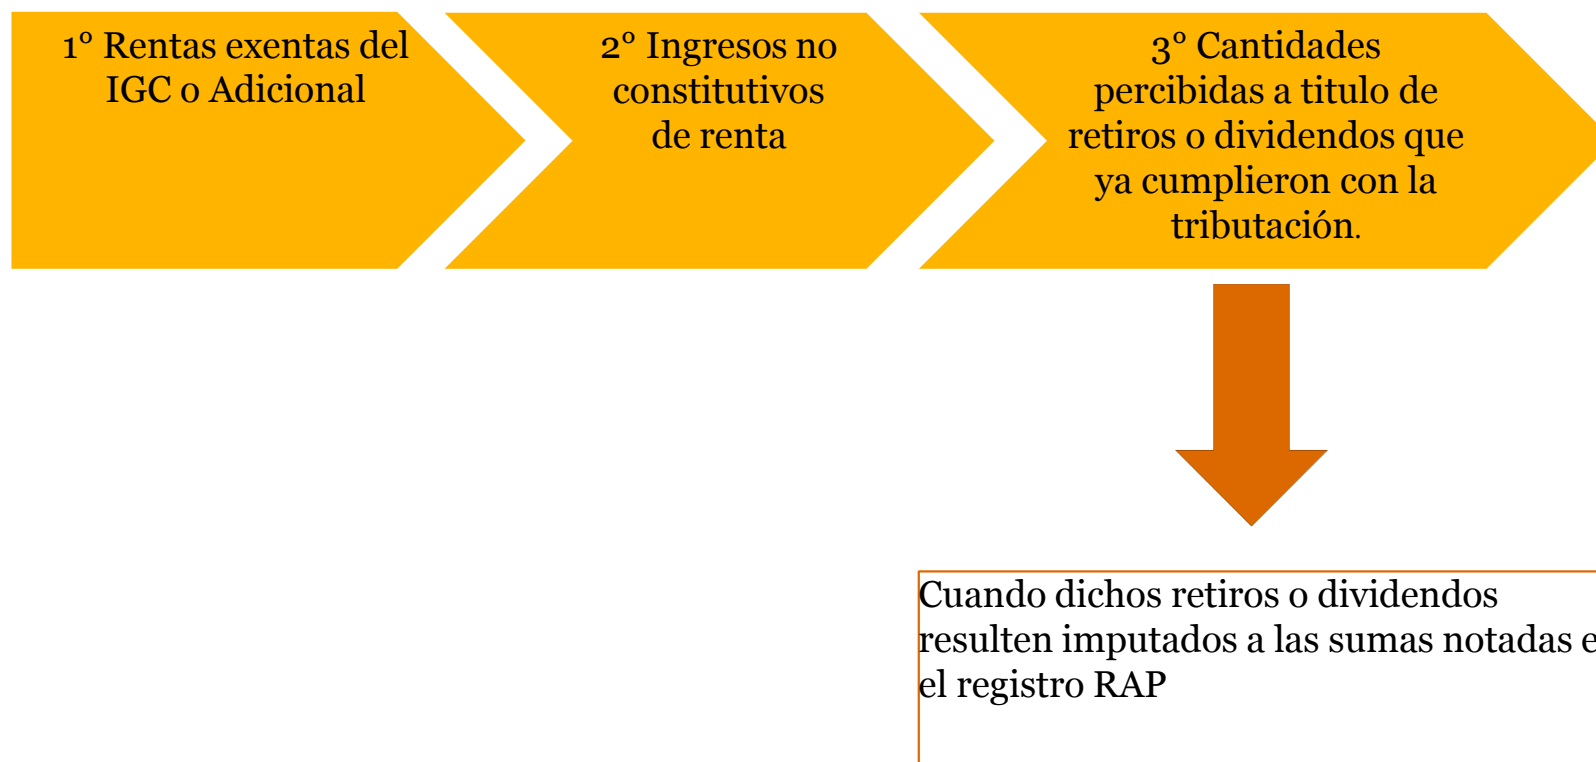 1° Rentas exentas del
IGC o Adicional
2° Ingresos no
constitutivos
de renta
3° Cantidades
percibidas a titulo de
retiros o dividendos que
ya cumplieron con la
tributación.
Cuando dichos retiros o dividendos
resulten imputados a las sumas notadas e
el registro RAP